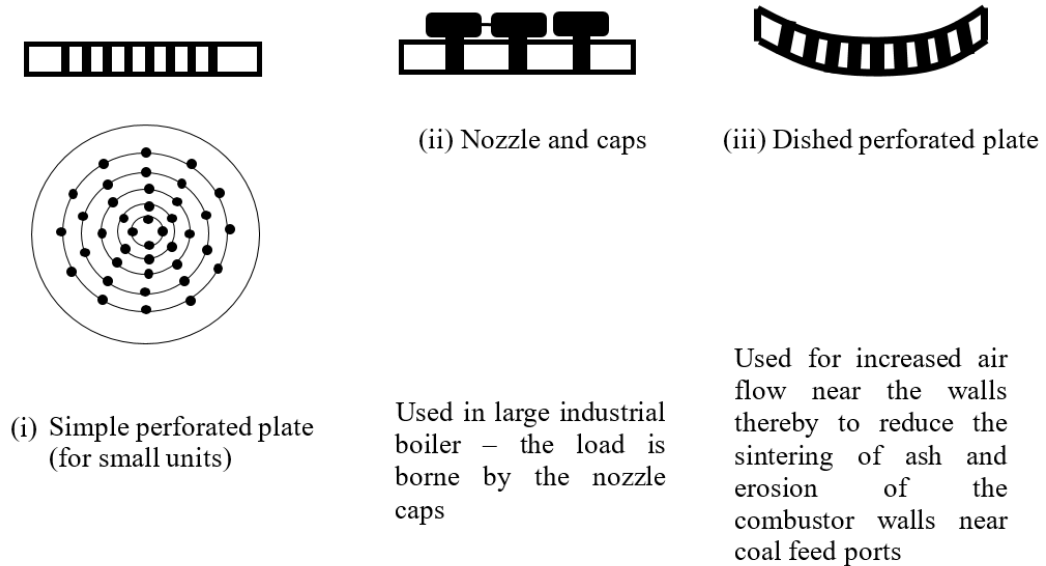 (ii) Nozzle and caps
(iii) Dished perforated plate
(i) Simple perforated plate
(for small units)
Used in large industrial
boiler – the load is
borne by the nozzle
caps
Used for increased air
flow near the walls
thereby to reduce the
sintering of ash and
erosion of the
combustor walls near
coal feed ports